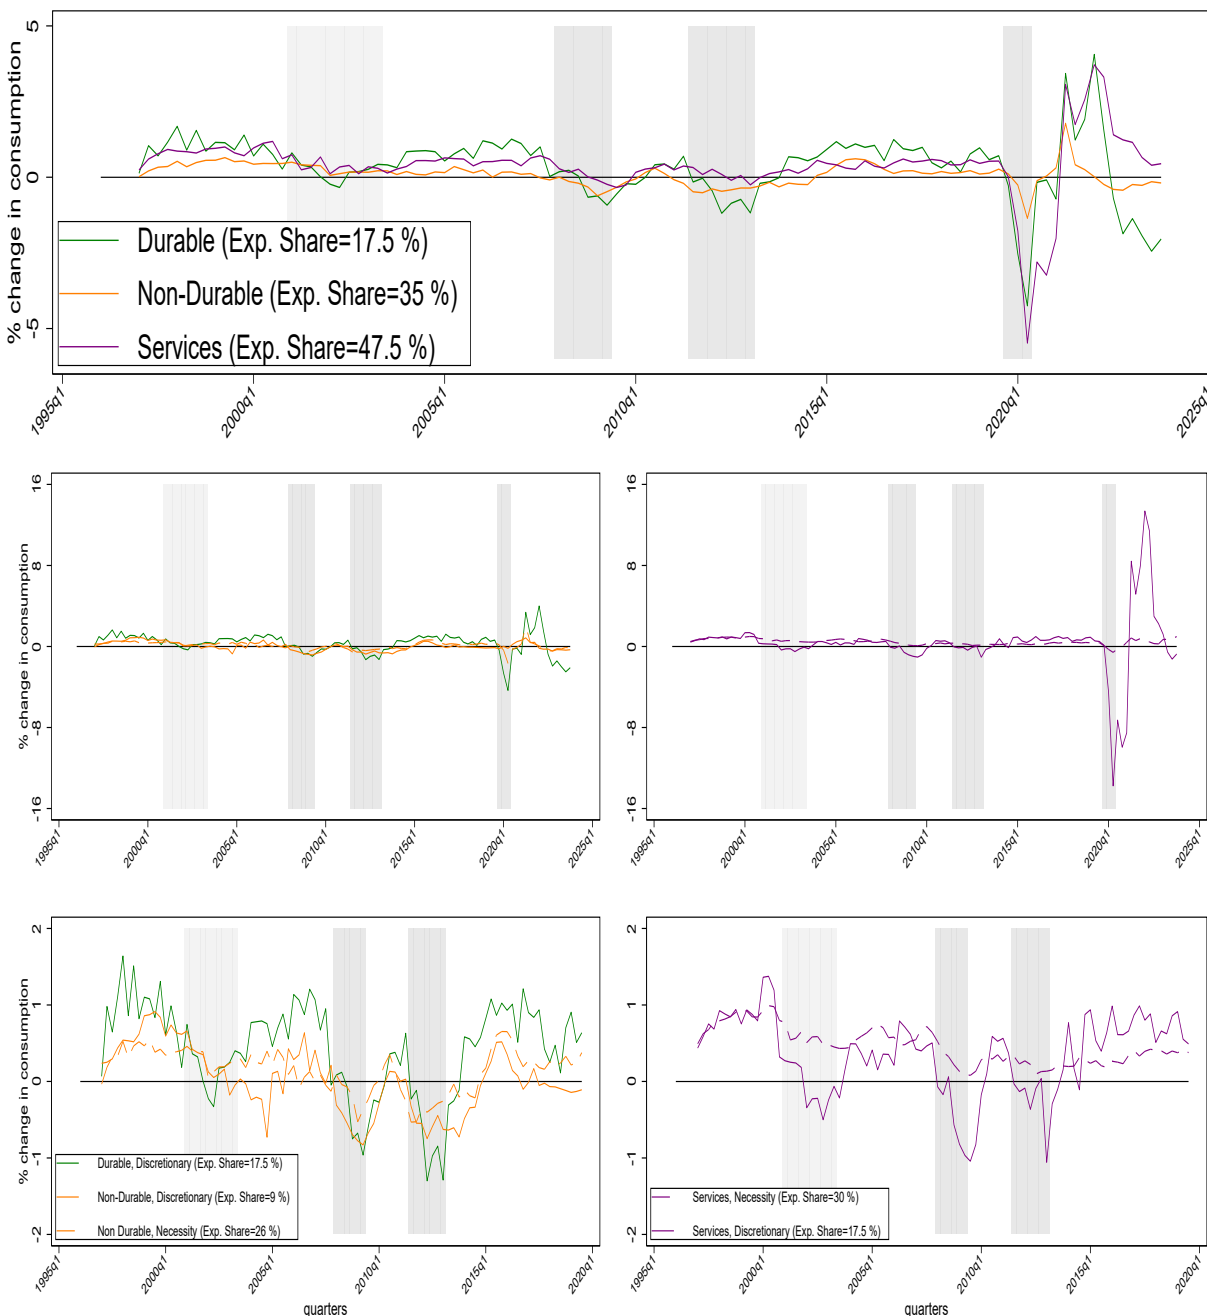 % change in consumption
5
0
-5
Durable (Exp. Share=17.5 %)
Non-Durable (Exp. Share=35 %)
Services (Exp. Share=47.5 %)
1995q1
2000q1
2005q1
2010q1
2015q1
2020q1
2025q1
% change in consumption
16
8
0
-8
-16
1995q1
2000q1
2005q1
2010q1
2015q1
2020q1
2025q1
16
8
0
-8
-16
1995q1
2000q1
2005q1
2010q1
2015q1
2020q1
2025q1
% change in consumption
2
1
0
-1
-2
Durable, Discretionary (Exp. Share=17.5 %)
Non-Durable, Discretionary (Exp. Share=9 %)
Non Durable, Necessity (Exp. Share=26 %)
1995q1
2000q1
2005q1
2010q1
2015q1
2020q1
quarters
2
1
0
-1
-2
Services, Necessity (Exp. Share=30 %)
Services, Discretionary (Exp. Share=17.5 %)
1995q1
2000q1
2005q1
2010q1
2015q1
2020q1
quarters